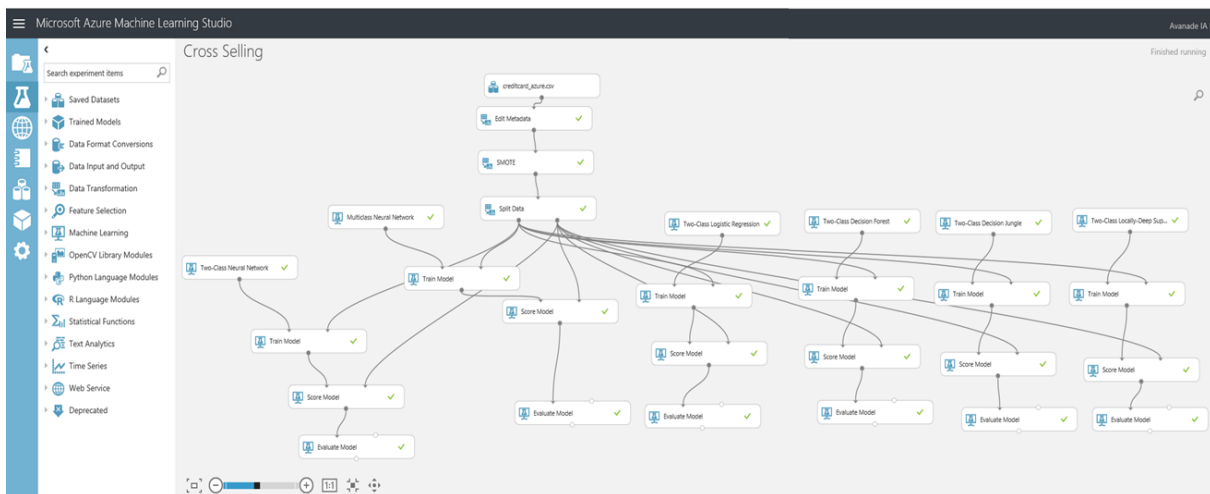 Microsoft Azure Machine Learning Studio
Avanade IA
Search experiment items
Saved Datasets
Trained Models
Data Format Conversions
Data Input and Output
Data Transformation
Feature Selection
Machine Learning
OpenCV Library Modules
Python Language Modules
R Language Modules
Statistical Functions
Text Analytics
Time Series
Web Service
Deprecated
Cross Selling
Finished running
creditcard_azure.csv
Edit Metadata
SMOTE
Split Data
Multiclass Neural Network
Two-Class Logistic Regression
Two-Class Decision Forest
Two-Class Decision Jungle
Two-Class Locally-Deep Sup...
Two-Class Neural Network
Train Model
Train Model
Train Model
Train Model
Train Model
Score Model
Train Model
Score Model
Score Model
Score Model
Score Model
Score Model
Evaluate Model
Evaluate Model
Evaluate Model
Evaluate Model
Evaluate Model
Evaluate Model
1:1